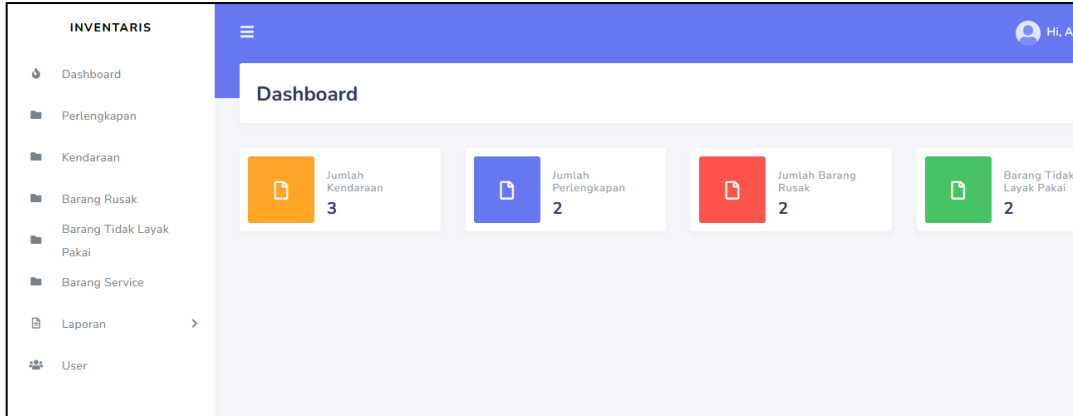 INVENTARIS
Dashboard
Perlengkapan
Kendaraan
Barang Rusak
Barang Tidak Layak
Pakai
Barang Service
Laporan
User
Hi, A
Dashboard
Jumlah
Kendaraan
3
Jumlah
Perlengkapan
2
Jumlah Barang
Rusak
2
Barang Tidak
Layak Pakai
2